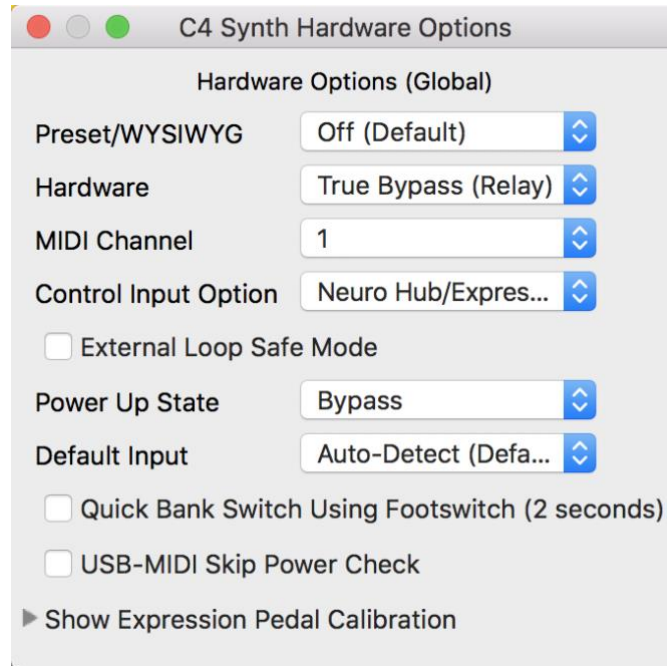 C4 Synth Hardware Options
Hardware Options (Global)
Preset/WYSIWYG Off (Default)
Hardware True Bypass (Relay)
MIDI Channel 1
Control Input Option Neuro Hub/Expres...
External Loop Safe Mode
Power Up State Bypass
Default Input Auto-Detect (Defa...
Quick Bank Switch Using Footswitch (2 seconds)
USB-MIDI Skip Power Check
Show Expression Pedal Calibration